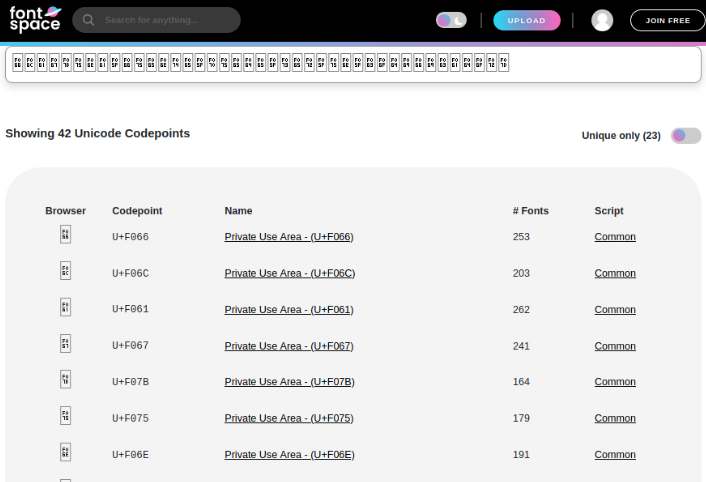 font
space
Search for anything...
UPLOAD
JOIN FREE
Showing 42 Unicode Codepoints
Unique only (23)
Browser Codepoint Name # Fonts Script
 U+F066 Private Use Area - (U+F066) 253 Common
 U+F06C Private Use Area - (U+F06C) 203 Common
 U+F061 Private Use Area - (U+F061) 262 Common
 U+F067 Private Use Area - (U+F067) 241 Common
 U+F07B Private Use Area - (U+F07B) 164 Common
 U+F075 Private Use Area - (U+F075) 179 Common
 U+F06E Private Use Area - (U+F06E) 191 Common